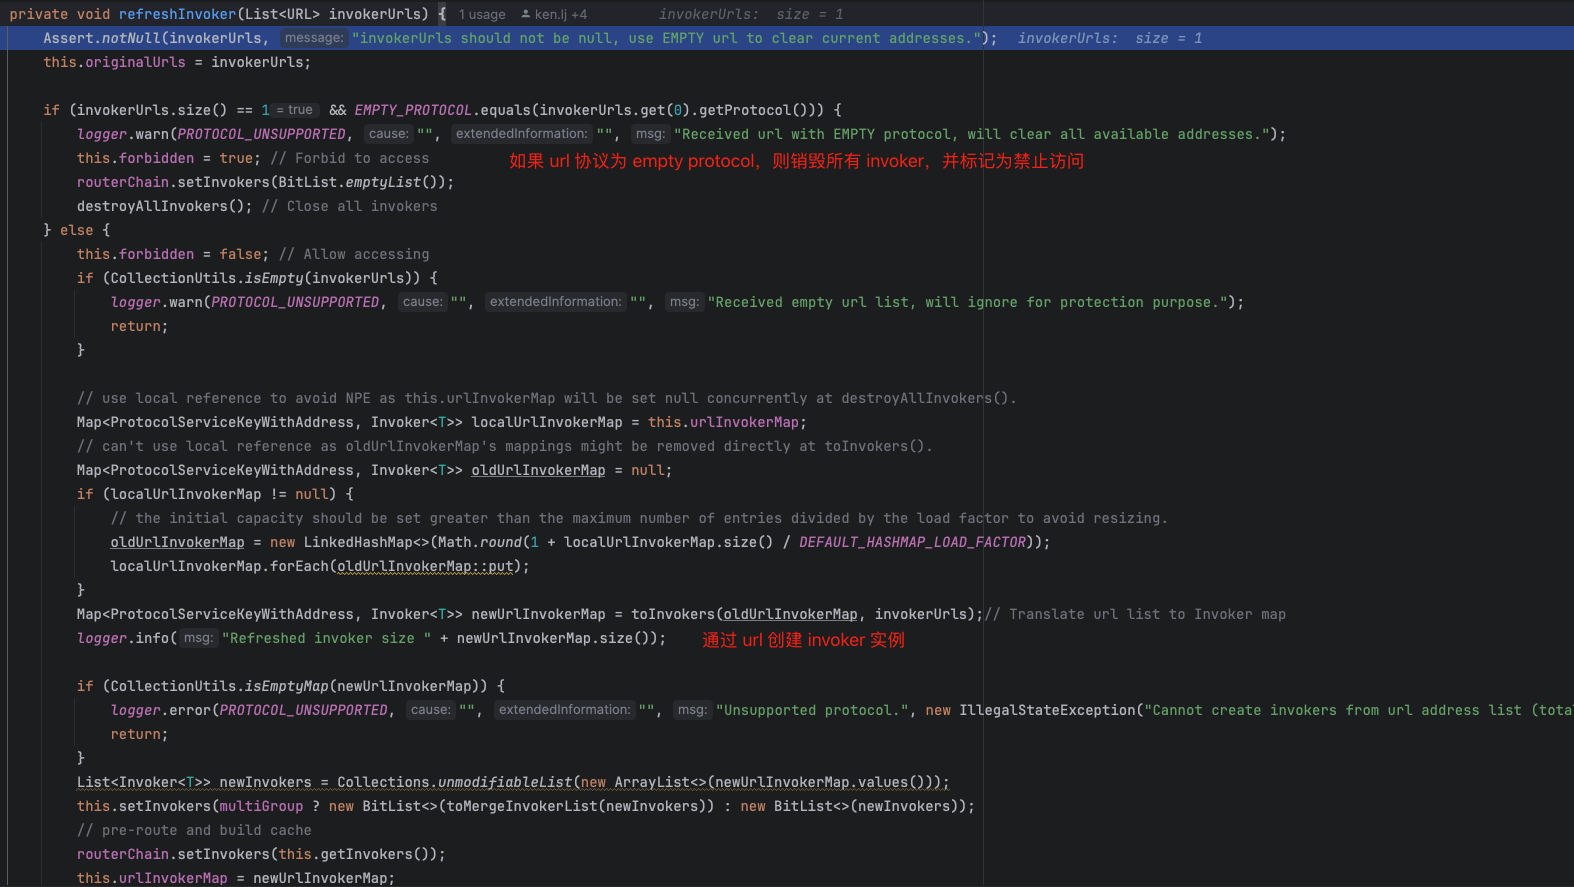 private void refreshInvoker(List<URL> invokerUrls) { 1 usage ken.lj +4 invokerUrls: size = 1
Assert.notNull(invokerUrls, message: "invokerUrls should not be null, use EMPTY url to clear current addresses."); invokerUrls: size = 1
this.originalUrls = invokerUrls;
if (invokerUrls.size() == 1 = true && EMPTY_PROTOCOL.equals(invokerUrls.get(0).getProtocol())) {
logger.warn(PROTOCOL_UNSUPPORTED, cause: "", extendedInformation: "", msg: "Received url with EMPTY protocol, will clear all available addresses.");
this.forbidden = true; // Forbid to access 如果 url 协议为 empty protocol，则销毁所有 invoker，并标记为禁止访问
routerChain.setInvokers(BitList.emptyList());
destroyAllInvokers(); // Close all invokers
} else {
this.forbidden = false; // Allow accessing
if (CollectionUtils.isEmpty(invokerUrls)) {
logger.warn(PROTOCOL_UNSUPPORTED, cause: "", extendedInformation: "", msg: "Received empty url list, will ignore for protection purpose.");
return;
}
// use local reference to avoid NPE as this.urlInvokerMap will be set null concurrently at destroyAllInvokers().
Map<ProtocolServiceKeyWithAddress, Invoker<T>> localUrlInvokerMap = this.urlInvokerMap;
// can't use local reference as oldUrlInvokerMap's mappings might be removed directly at toInvokers().
Map<ProtocolServiceKeyWithAddress, Invoker<T>> oldUrlInvokerMap = null;
if (localUrlInvokerMap != null) {
// the initial capacity should be set greater than the maximum number of entries divided by the load factor to avoid resizing.
oldUrlInvokerMap = new LinkedHashMap<>(Math.round(1 + localUrlInvokerMap.size() / DEFAULT_HASHMAP_LOAD_FACTOR));
localUrlInvokerMap.forEach(oldUrlInvokerMap::put);
}
Map<ProtocolServiceKeyWithAddress, Invoker<T>> newUrlInvokerMap = toInvokers(oldUrlInvokerMap, invokerUrls);// Translate url list to Invoker map
logger.info( msg: "Refreshed invoker size " + newUrlInvokerMap.size()); 通过 url 创建 invoker 实例
if (CollectionUtils.isEmptyMap(newUrlInvokerMap)) {
logger.error(PROTOCOL_UNSUPPORTED, cause: "", extendedInformation: "", msg: "Unsupported protocol.", new IllegalStateException("Cannot create invokers from url address list (total
return;
}
List<Invoker<T>> newInvokers = Collections.unmodifiableList(new ArrayList<>(newUrlInvokerMap.values()));
this.setInvokers(multiGroup ? new BitList<>(toMergeInvokerList(newInvokers)) : new BitList<>(newInvokers));
// pre-route and build cache
routerChain.setInvokers(this.getInvokers());
this.urlInvokerMap = newUrlInvokerMap;